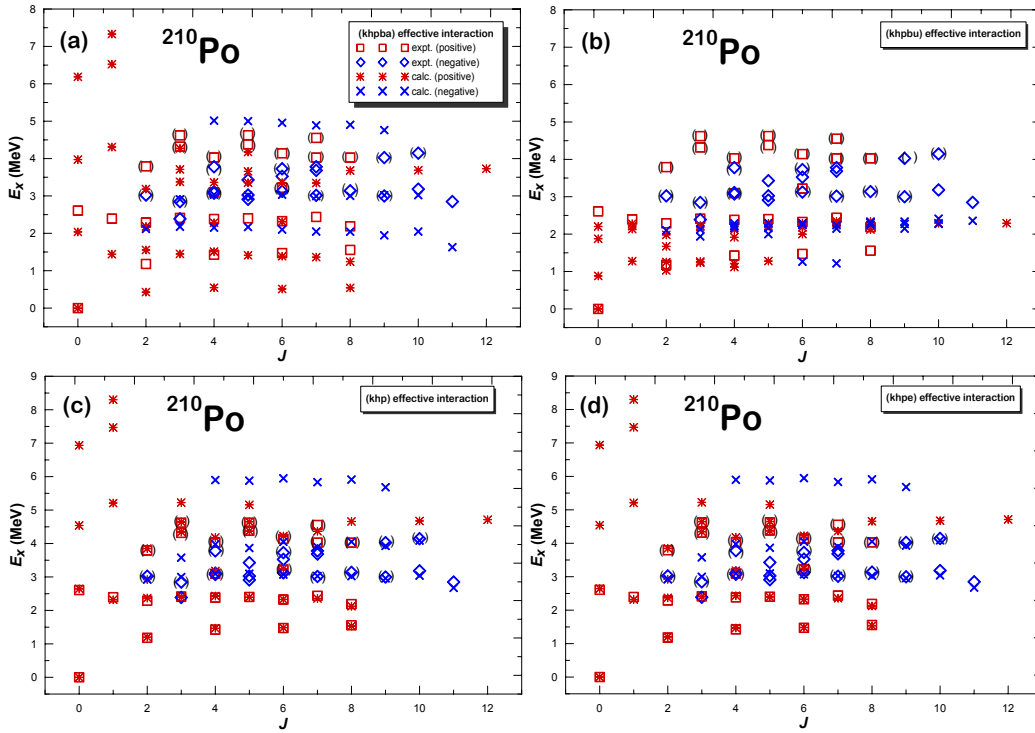 (a)
210Po
(khpba) effective interaction
expt. (positive)
expt. (negative)
calc. (positive)
calc. (negative)
8
7
6
5
4
3
2
1
0
Ex (MeV)
0 2 4 6 8 10 12
J
(b)
210Po
(khpbu) effective interaction
8
7
6
5
4
3
2
1
0
Ex (MeV)
0 2 4 6 8 10 12
J
(c)
210Po
(khp) effective interaction
9
8
7
6
5
4
3
2
1
0
Ex (MeV)
0 2 4 6 8 10 12
J
(d)
210Po
(khpe) effective interaction
9
8
7
6
5
4
3
2
1
0
Ex (MeV)
0 2 4 6 8 10 12
J